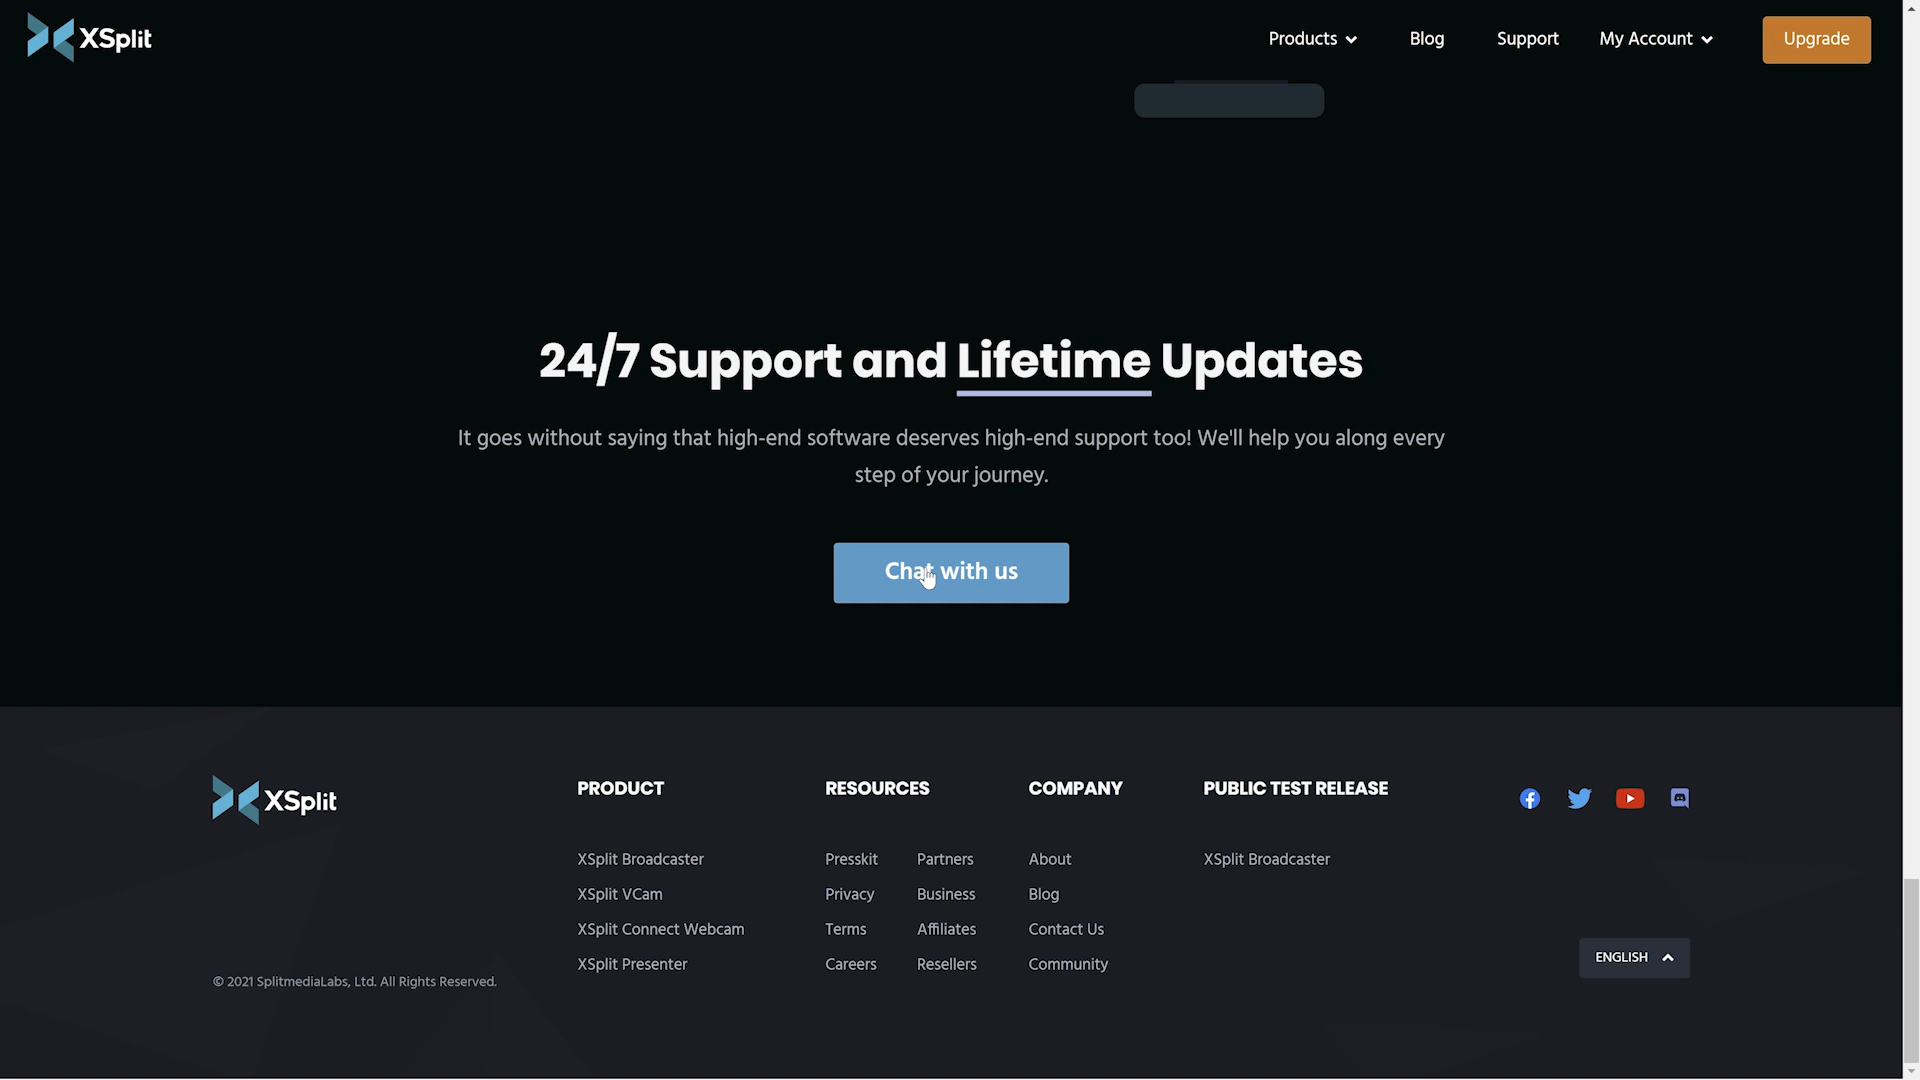 XSplit
Products
Blog
Support
My Account
Upgrade
24/7 Support and Lifetime Updates
It goes without saying that high-end software deserves high-end support too! We'll help you along every
step of your journey.
Chat with us
XSplit
© 2021 SplitmediaLabs, Ltd. All Rights Reserved.
PRODUCT
XSplit Broadcaster
XSplit VCam
XSplit Connect Webcam
XSplit Presenter
RESOURCES
Presskit
Privacy
Terms
Careers
Partners
Business
Affiliates
Resellers
COMPANY
About
Blog
Contact Us
Community
PUBLIC TEST RELEASE
XSplit Broadcaster
ENGLISH